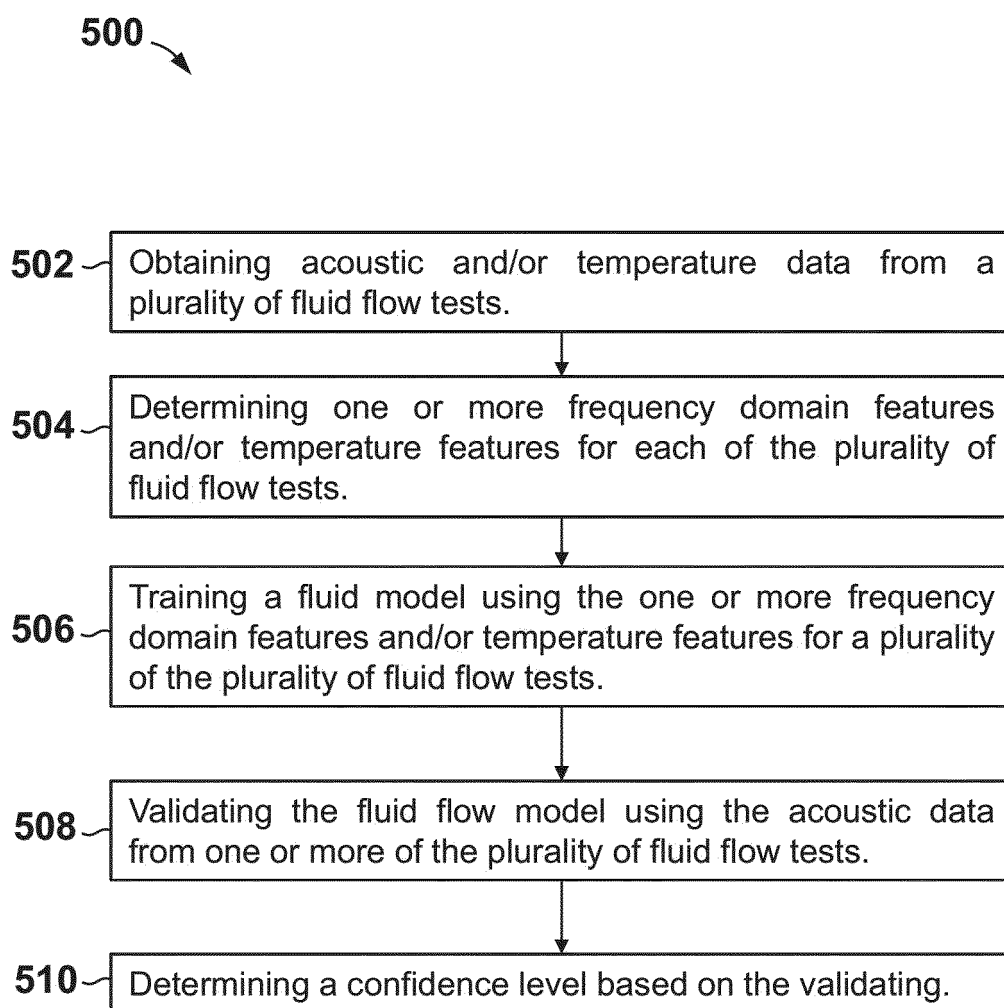 500
502
Obtaining acoustic and/or temperature data from a
plurality of fluid flow tests.
504
Determining one or more frequency domain features
and/or temperature features for each of the plurality of
fluid flow tests.
506
Training a fluid model using the one or more frequency
domain features and/or temperature features for a plurality
of the plurality of fluid flow tests.
508
Validating the fluid flow model using the acoustic data
from one or more of the plurality of fluid flow tests.
510
Determining a confidence level based on the validating.